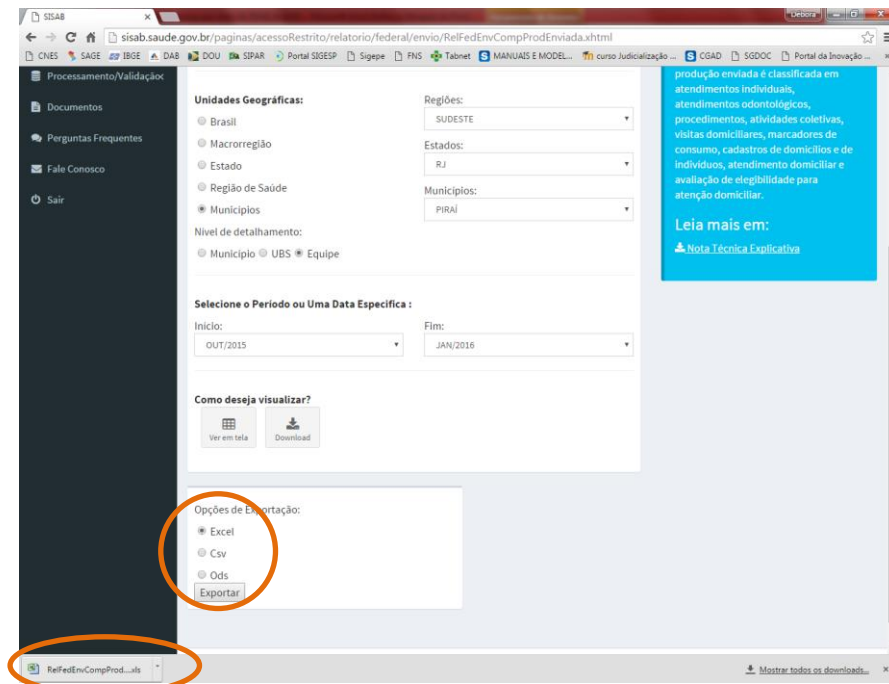 SISAB
Debora
sisab.saude.gov.br/paginas/acessoRestrito/relatorio/federal/envio/RelFedEnvCompProdEnviada.xhtml
CNES SAGE IBGE DAB DOU SIPAR Portal SIGESP Sigepe FNS Tabnet MANUAIS E MODEL... curso Judicialização ... CGAD SGDOC Portal da Inovação ...
Processamento/Validação
Documentos
Perguntas Frequentes
Fale Conosco
Sair
Unidades Geográficas:
Brasil
Macrorregião
Estado
Região de Saúde
Municipios
Nível de detalhamento:
Municipio UBS Equipe
Regiões:
SUDESTE
Estados:
RJ
Municípios:
PIRAÍ
Selecione o Período ou Uma Data Especifica :
Inicio:
OUT/2015
Fim:
JAN/2016
Como deseja visualizar?
Ver em tela
Download
Opções de Exportação:
Excel
Csv
Ods
Exportar
produção enviada é classificada em
atendimentos individuais,
atendimentos odontológicos,
procedimentos, atividades coletivas,
visitas domiciliares, marcadores de
consumo, cadastros de domicílios e de
indivíduos, atendimento domiciliar e
avaliação de elegibilidade para
atenção domiciliar.
Leia mais em:
Nota Técnica Explicativa
RelFedEnvCompProd....xls
Mostrar todos os downloads...